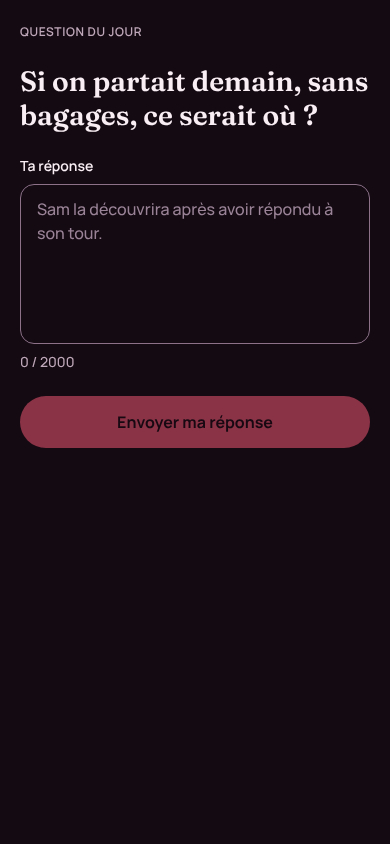 QUESTION DU JOUR
Si on partait demain, sans
bagages, ce serait où ?
Ta réponse
Sam la découvrira après avoir répondu à
son tour.
0 / 2000
Envoyer ma réponse